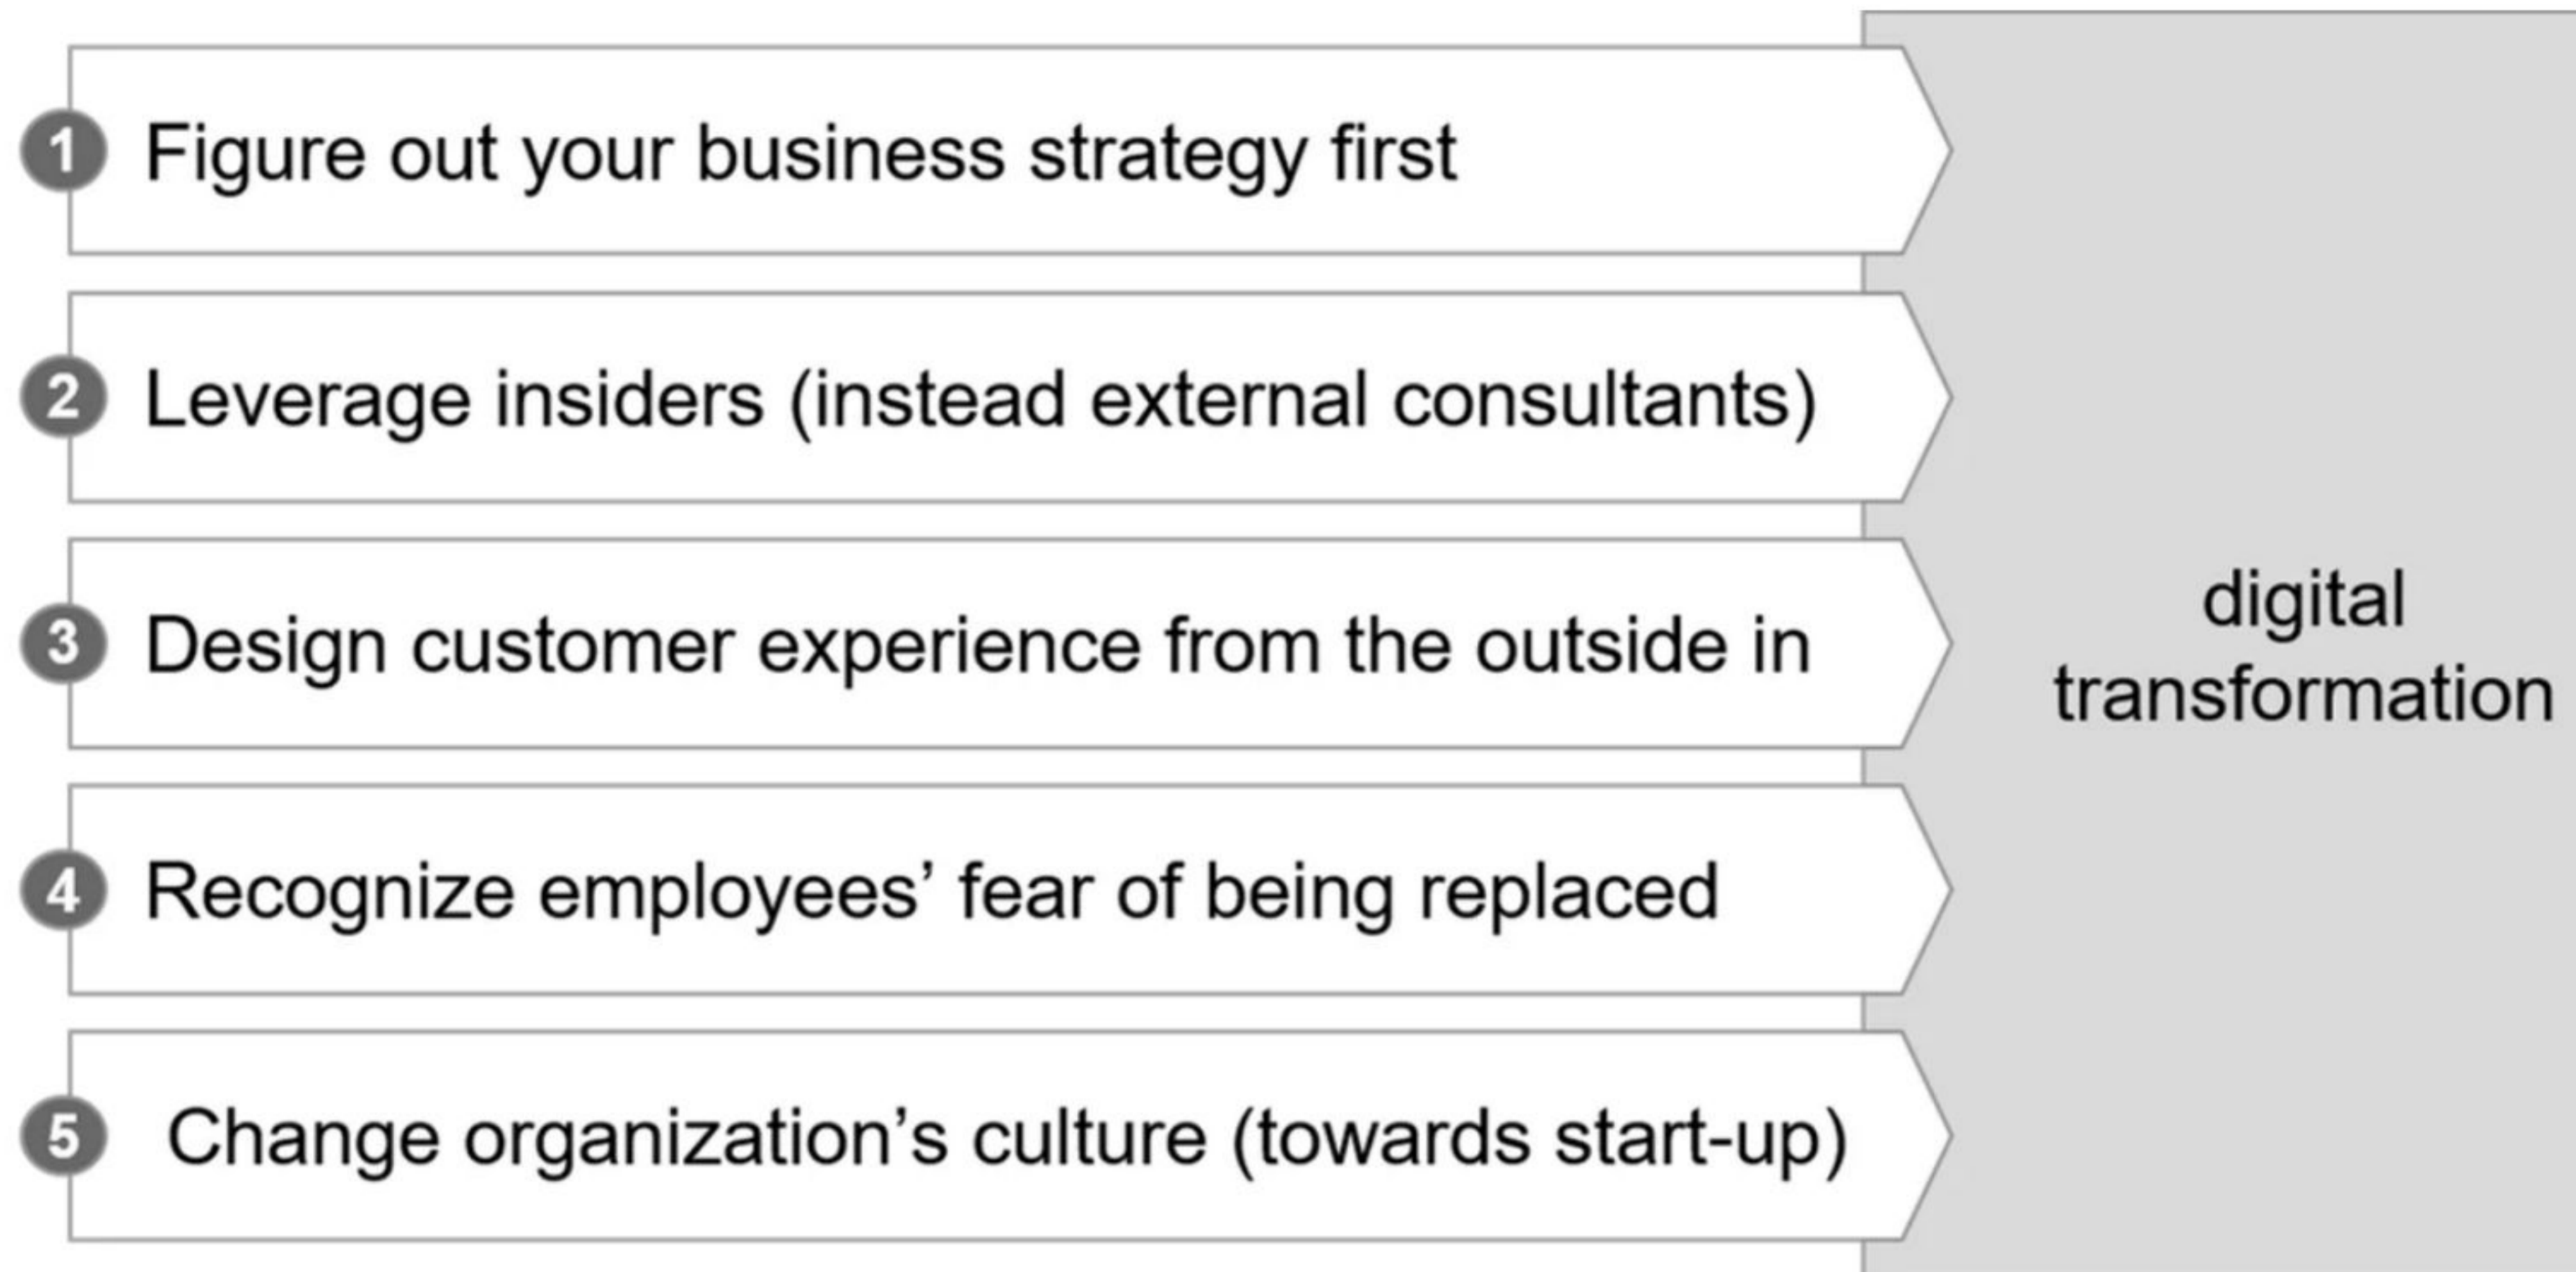 1 Figure out your business strategy first
2 Leverage insiders (instead external consultants)
3 Design customer experience from the outside in
4 Recognize employees’ fear of being replaced
5 Change organization’s culture (towards start-up)
digital
transformation